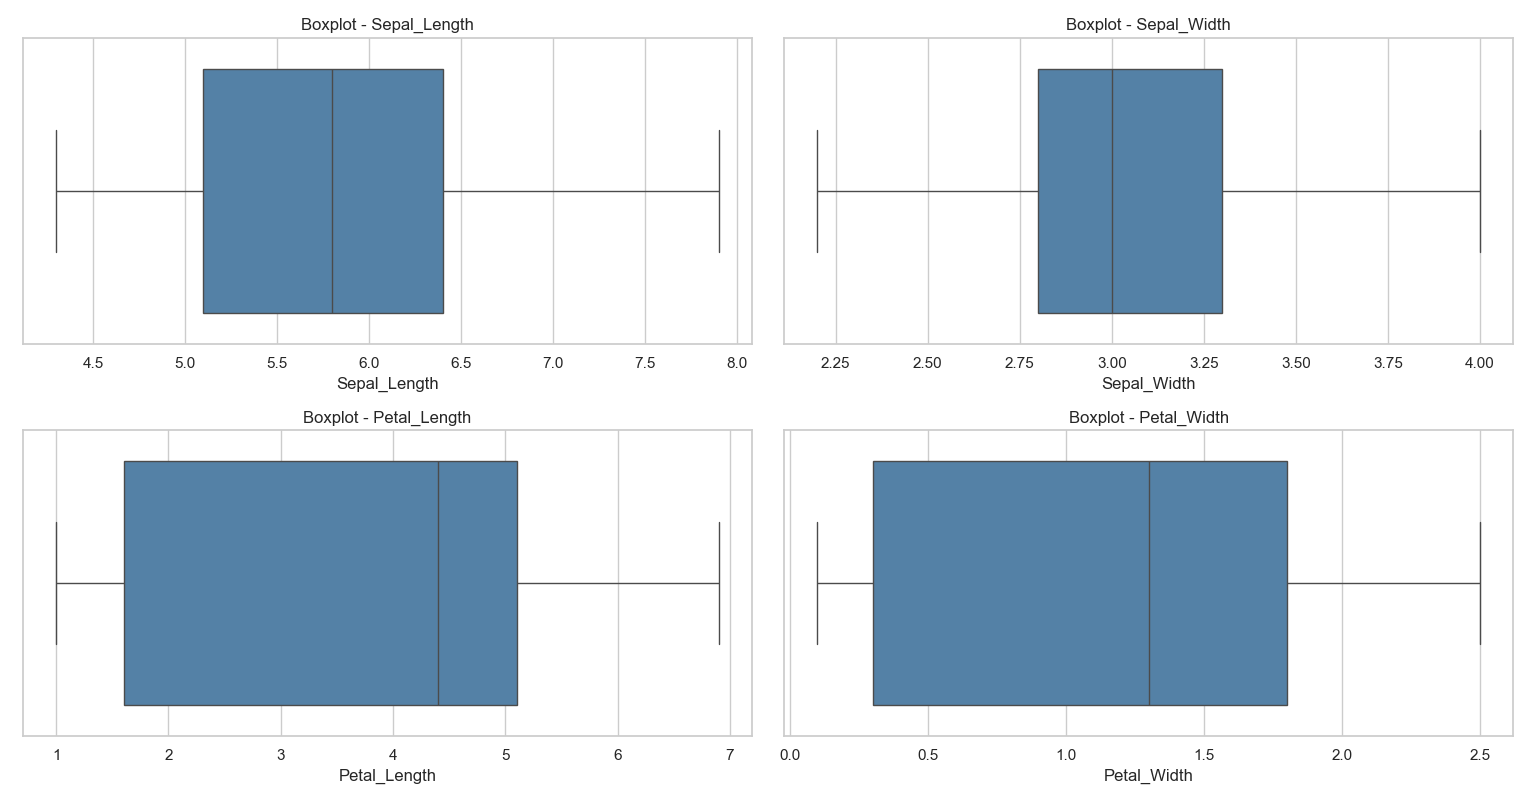 Boxplot - Sepal_Length
4.5 5.0 5.5 6.0 6.5 7.0 7.5 8.0
Sepal_Length
Boxplot - Sepal_Width
2.25 2.50 2.75 3.00 3.25 3.50 3.75 4.00
Sepal_Width
Boxplot - Petal_Length
1 2 3 4 5 6 7
Petal_Length
Boxplot - Petal_Width
0.0 0.5 1.0 1.5 2.0 2.5
Petal_Width